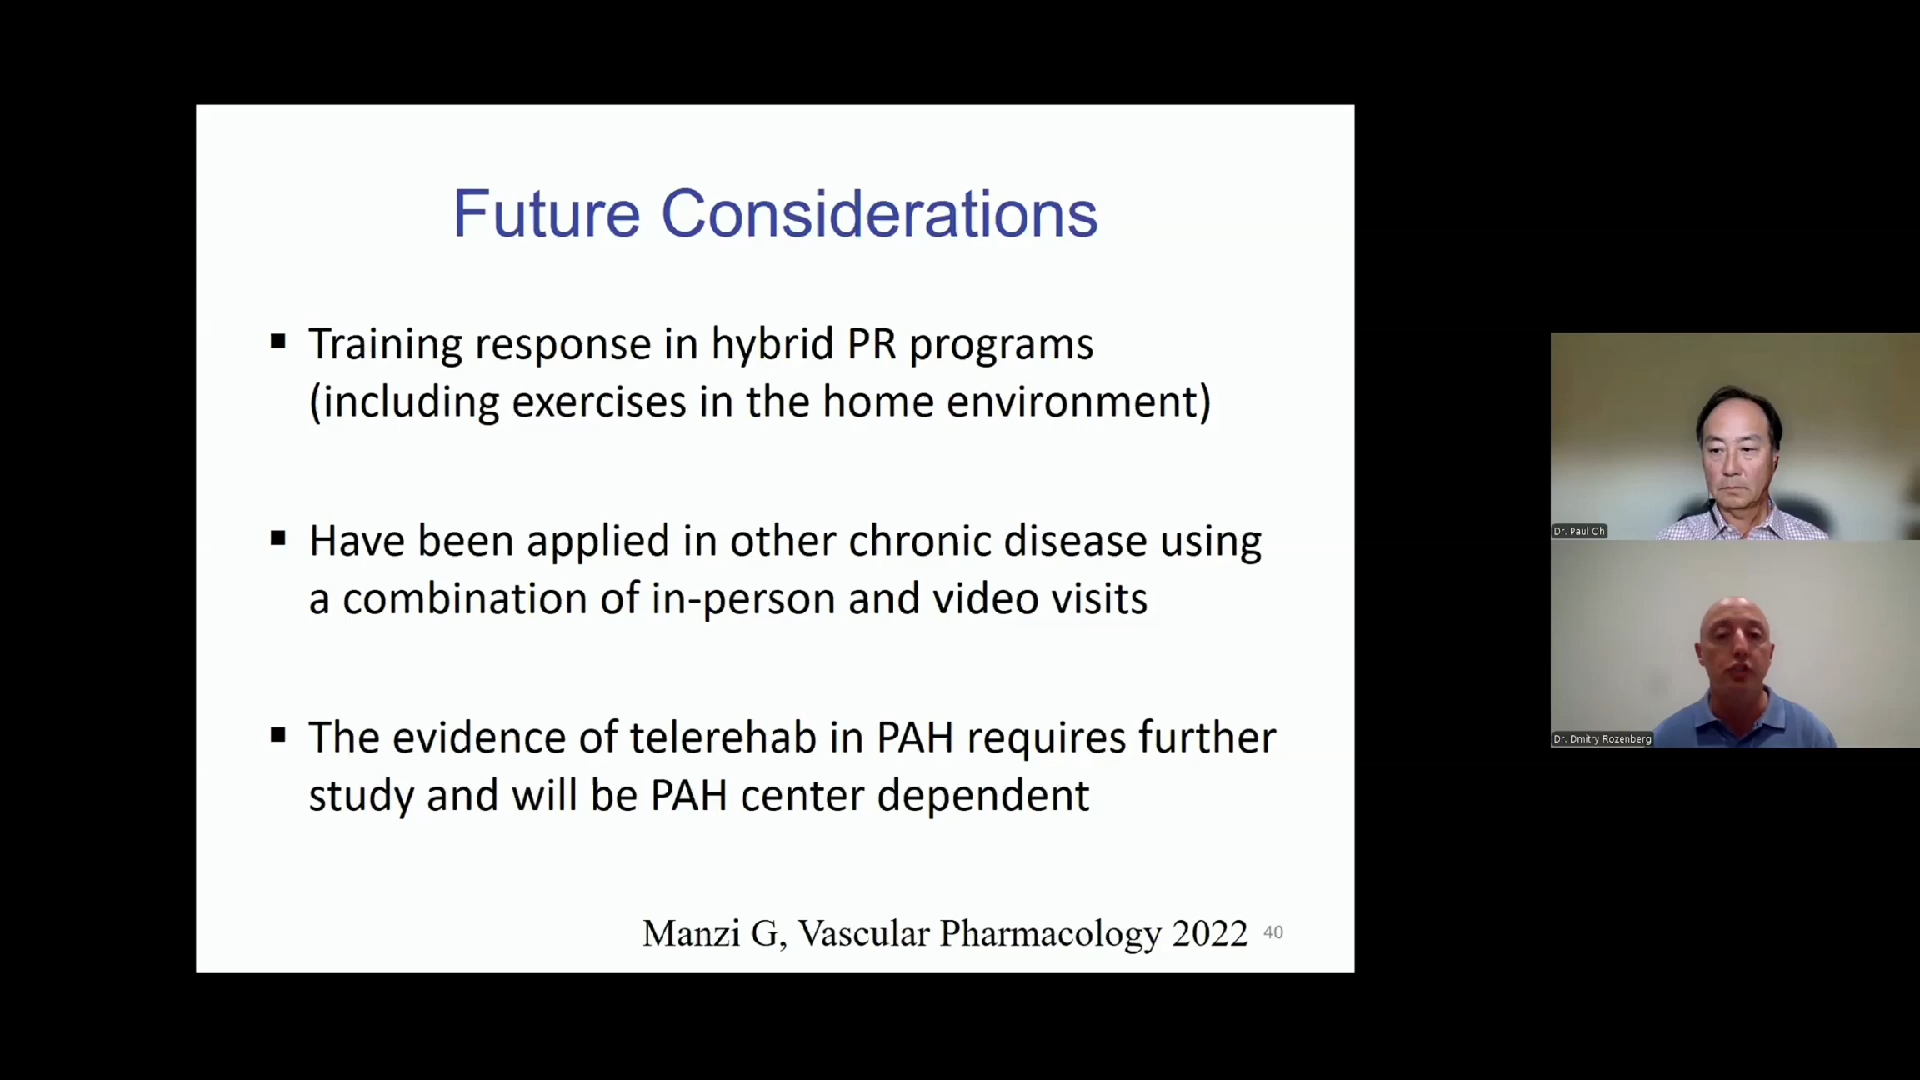 Future Considerations
▪ Training response in hybrid PR programs
(including exercises in the home environment)
▪ Have been applied in other chronic disease using
a combination of in-person and video visits
▪ The evidence of telerehab in PAH requires further
study and will be PAH center dependent
Manzi G, Vascular Pharmacology 2022 40
Dr. Paul
Dr. Dmitry Rozenberg